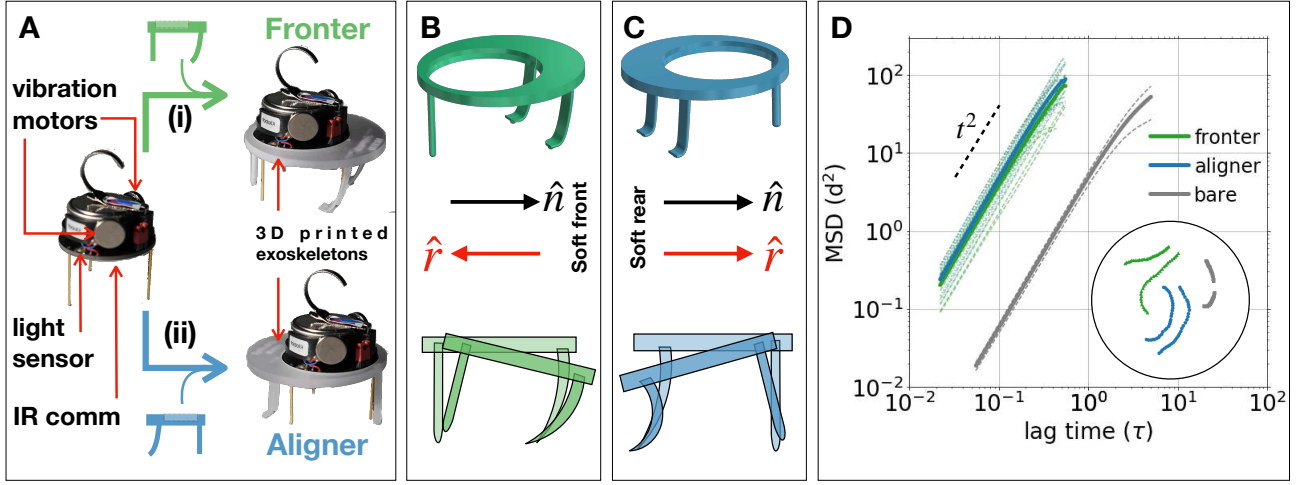 A
Fronter
vibration
motors
(i)
3D printed
exoskeletons
light
sensor
(ii)
IR comm
Aligner
B
n̂
r̂
Soft front
C
Soft rear
n̂
r̂
D
MSD (d²)
10²
10¹
10⁰
10⁻¹
10⁻²
t²
fronter
aligner
bare
10⁻² 10⁻¹ 10⁰ 10¹ 10²
lag time (τ)